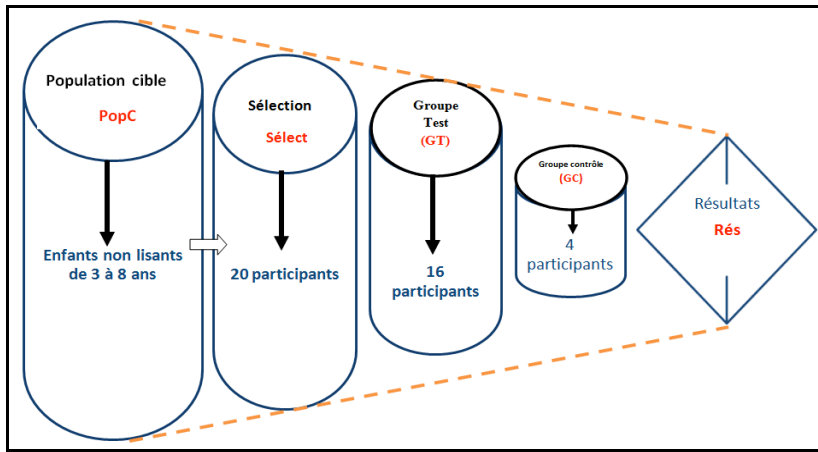 Population cible
PopC
Enfants non lisants
de 3 à 8 ans
Sélection
Sélect
20 participants
Groupe
Test
(GT)
16
participants
Groupe contrôle
(GC)
4
participants
Résultats
Rés